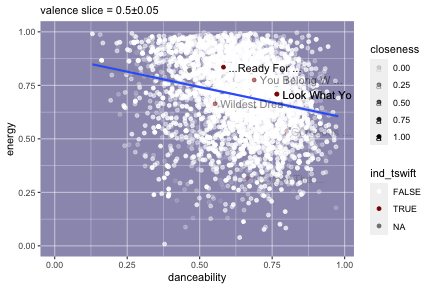 valence slice = 0.5±0.05
1.00
0.75
0.50
0.25
0.00
energy
...Ready For ...
You Belong W...
Look What Yo
Wildest Dre
0.00
0.25
0.50
0.75
1.00
danceability
closeness
0.00
0.25
0.50
0.75
1.00
ind_tswift
FALSE
TRUE
NA